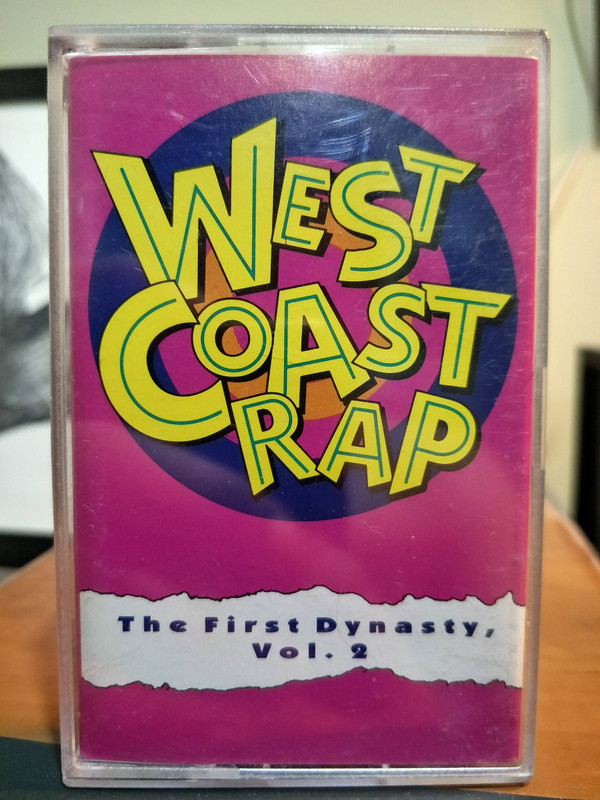 WEST
COAST
RAP
The First Dynasty,
Vol. 2